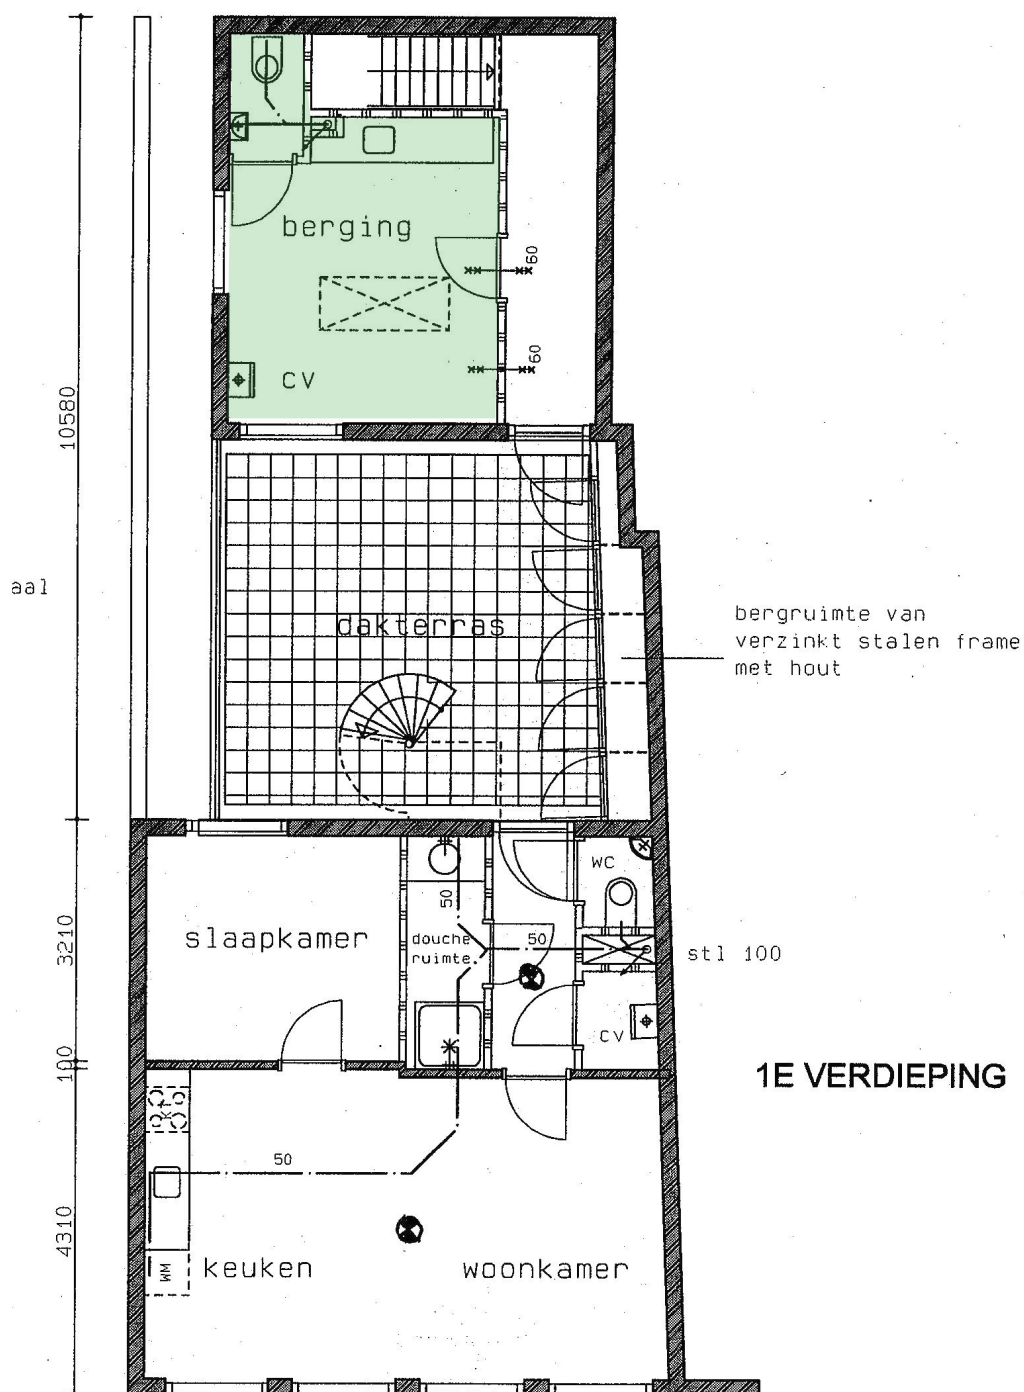 berging
60
60
CV
10580
aal
dakterras
bergruimte van
verzinkt stalen frame
met hout
WC
50
slaapkamer
douche
ruimte
50
stl 100
3210
CV
100
1E VERDIEPING
KT
50
4310
WM
keuken
woonkamer